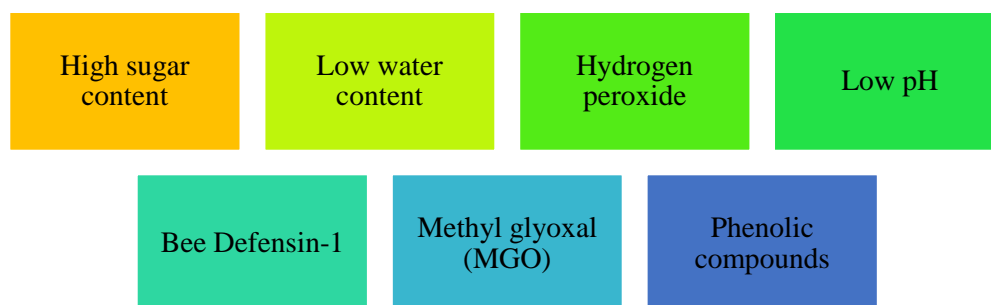 High sugar
content
Low water
content
Hydrogen
peroxide
Low pH
Bee Defensin-1
Methyl glyoxal
(MGO)
Phenolic
compounds